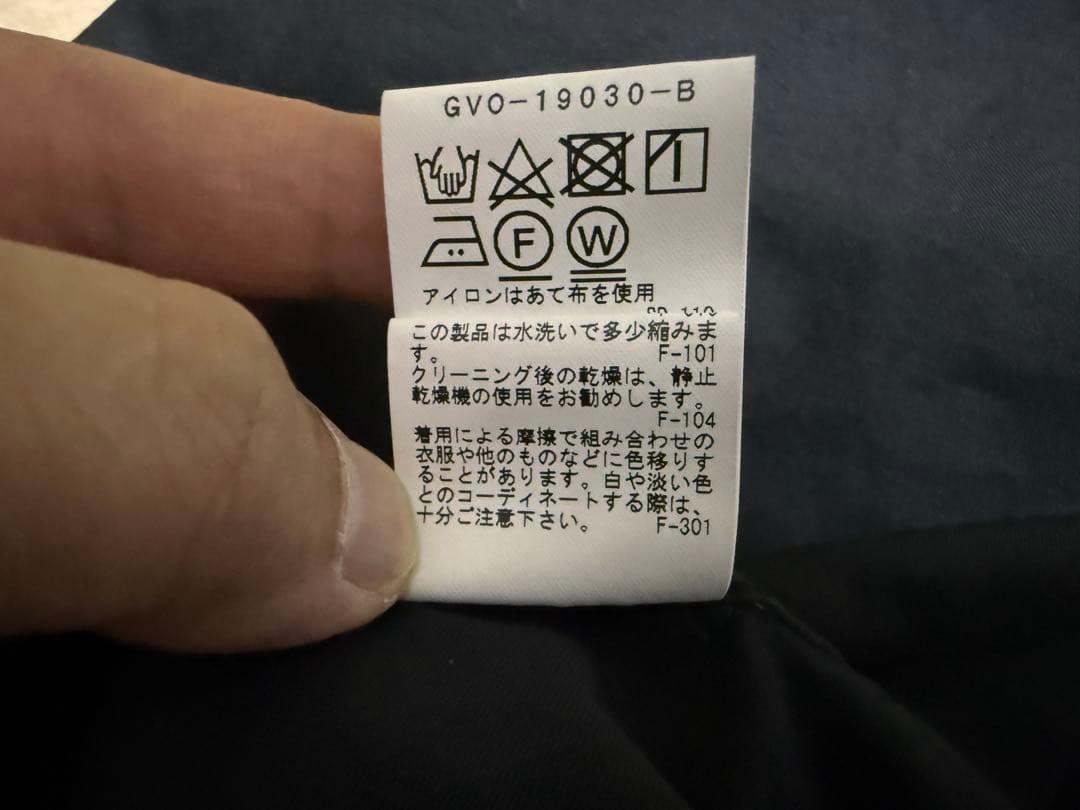 GVO-19030-B
F
W
アイロンはあて布を使用
この製品は水洗いで多少縮みま
す。 F-101
クリーニング後の乾燥は、静止
乾燥機の使用をお勧めします。
F-104
着用による摩擦で組み合わせの
衣服や他のものなどに色移りす
ることがあります。白や淡い色
とのコーディネートする際は、
十分ご注意下さい。 F-301